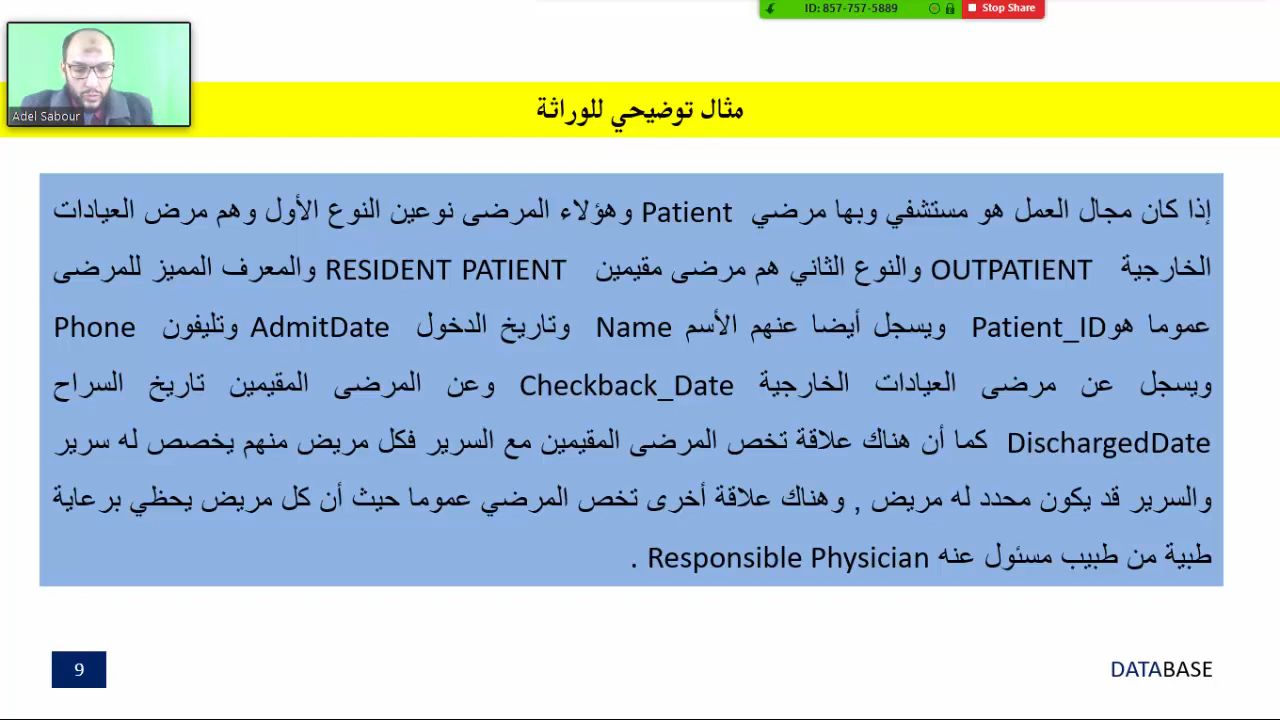 ID: 857-757-5889
Stop Share
Adel Sabour
مثال توضيحي للوراثة
إذا كان مجال العمل هو مستشفي وبها مرضي Patient وهؤلاء المرضى نوعين النوع الأول وهم مرض العيادات
الخارجية OUTPATIENT والنوع الثاني هم مرضى مقيمين RESIDENT PATIENT والمعرف المميز للمرضى
عموما هوPatient_ID ويسجل أيضا عنهم الأسم Name وتاريخ الدخول AdmitDate وتليفون Phone
ويسجل عن مرضى العيادات الخارجية Checkback_Date وعن المرضى المقيمين تاريخ السراح
DischargedDate كما أن هناك علاقة تخص المرضى المقيمين مع السرير فكل مريض منهم يخصص له سرير
والسرير قد يكون محدد له مريض , وهناك علاقة أخرى تخص المرضي عموما حيث أن كل مريض يحظي برعاية
طبية من طبيب مسئول عنه Responsible Physician .
9
DATABASE